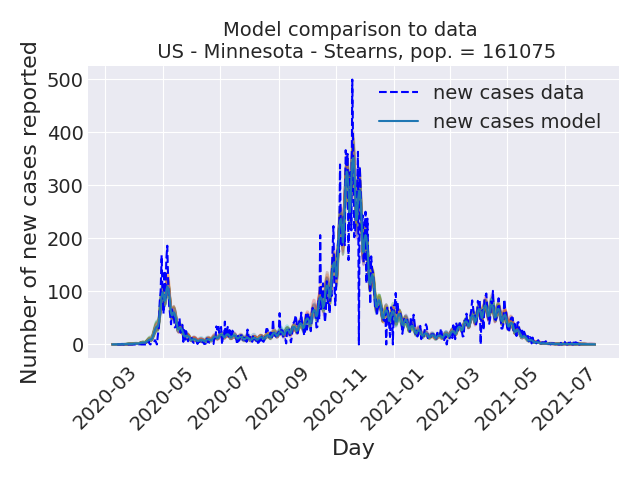 Model comparison to data
US - Minnesota - Stearns, pop. = 161075
Number of new cases reported
500
400
300
200
100
0
new cases data
new cases model
2020-03
2020-05
2020-07
2020-09
2020-11
2021-01
2021-03
2021-05
2021-07
Day